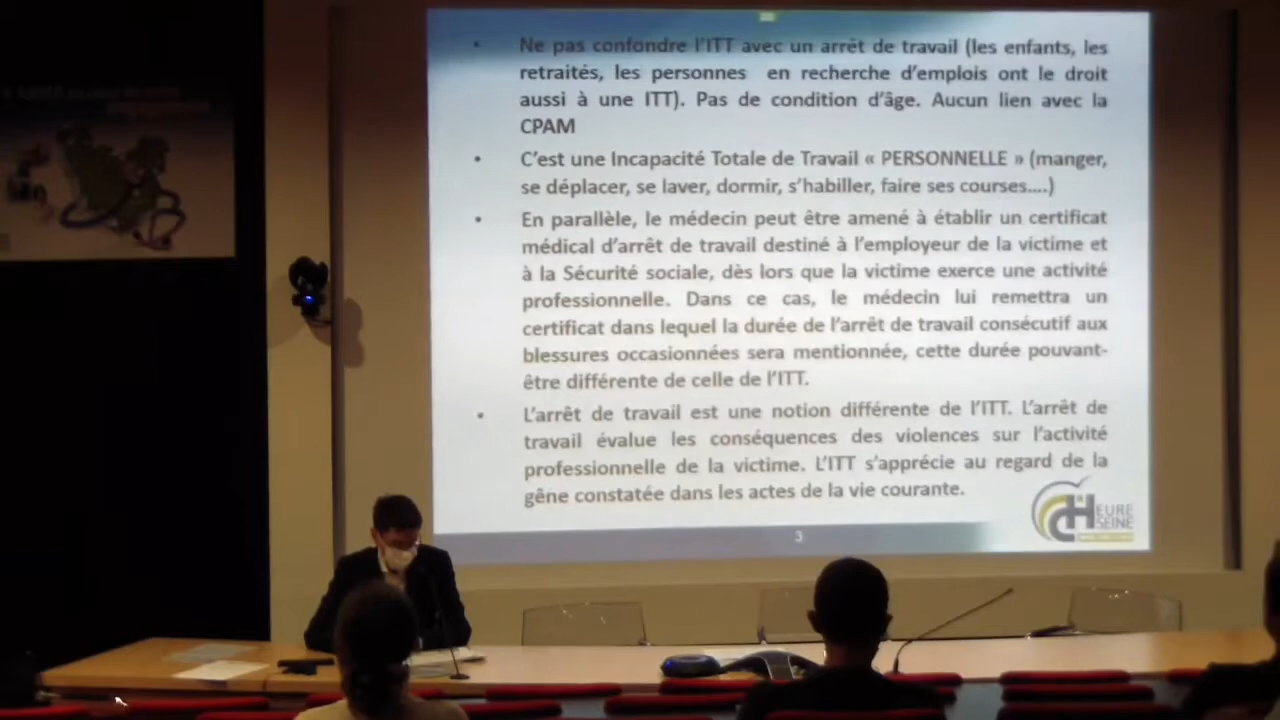 • Ne pas confondre l'ITT avec un arrêt de travail (les enfants, les
retraités, les personnes en recherche d'emplois ont le droit
aussi à une ITT). Pas de condition d'âge. Aucun lien avec la
CPAM
• C'est une Incapacité Totale de Travail « PERSONNELLE » (manger,
se déplacer, se laver, dormir, s'habiller, faire ses courses....)
• En parallèle, le médecin peut être amené à établir un certificat
médical d'arrêt de travail destiné à l'employeur de la victime et
à la Sécurité sociale, dès lors que la victime exerce une activité
professionnelle. Dans ce cas, le médecin lui remettra un
certificat dans lequel la durée de l'arrêt de travail consécutif aux
blessures occasionnées sera mentionnée, cette durée pouvant-
être différente de celle de l'ITT.
• L'arrêt de travail est une notion différente de l'ITT. L'arrêt de
travail évalue les conséquences des violences sur l'activité
professionnelle de la victime. L'ITT s'apprécie au regard de la
gêne constatée dans les actes de la vie courante.
CH EURE
SEINE
3